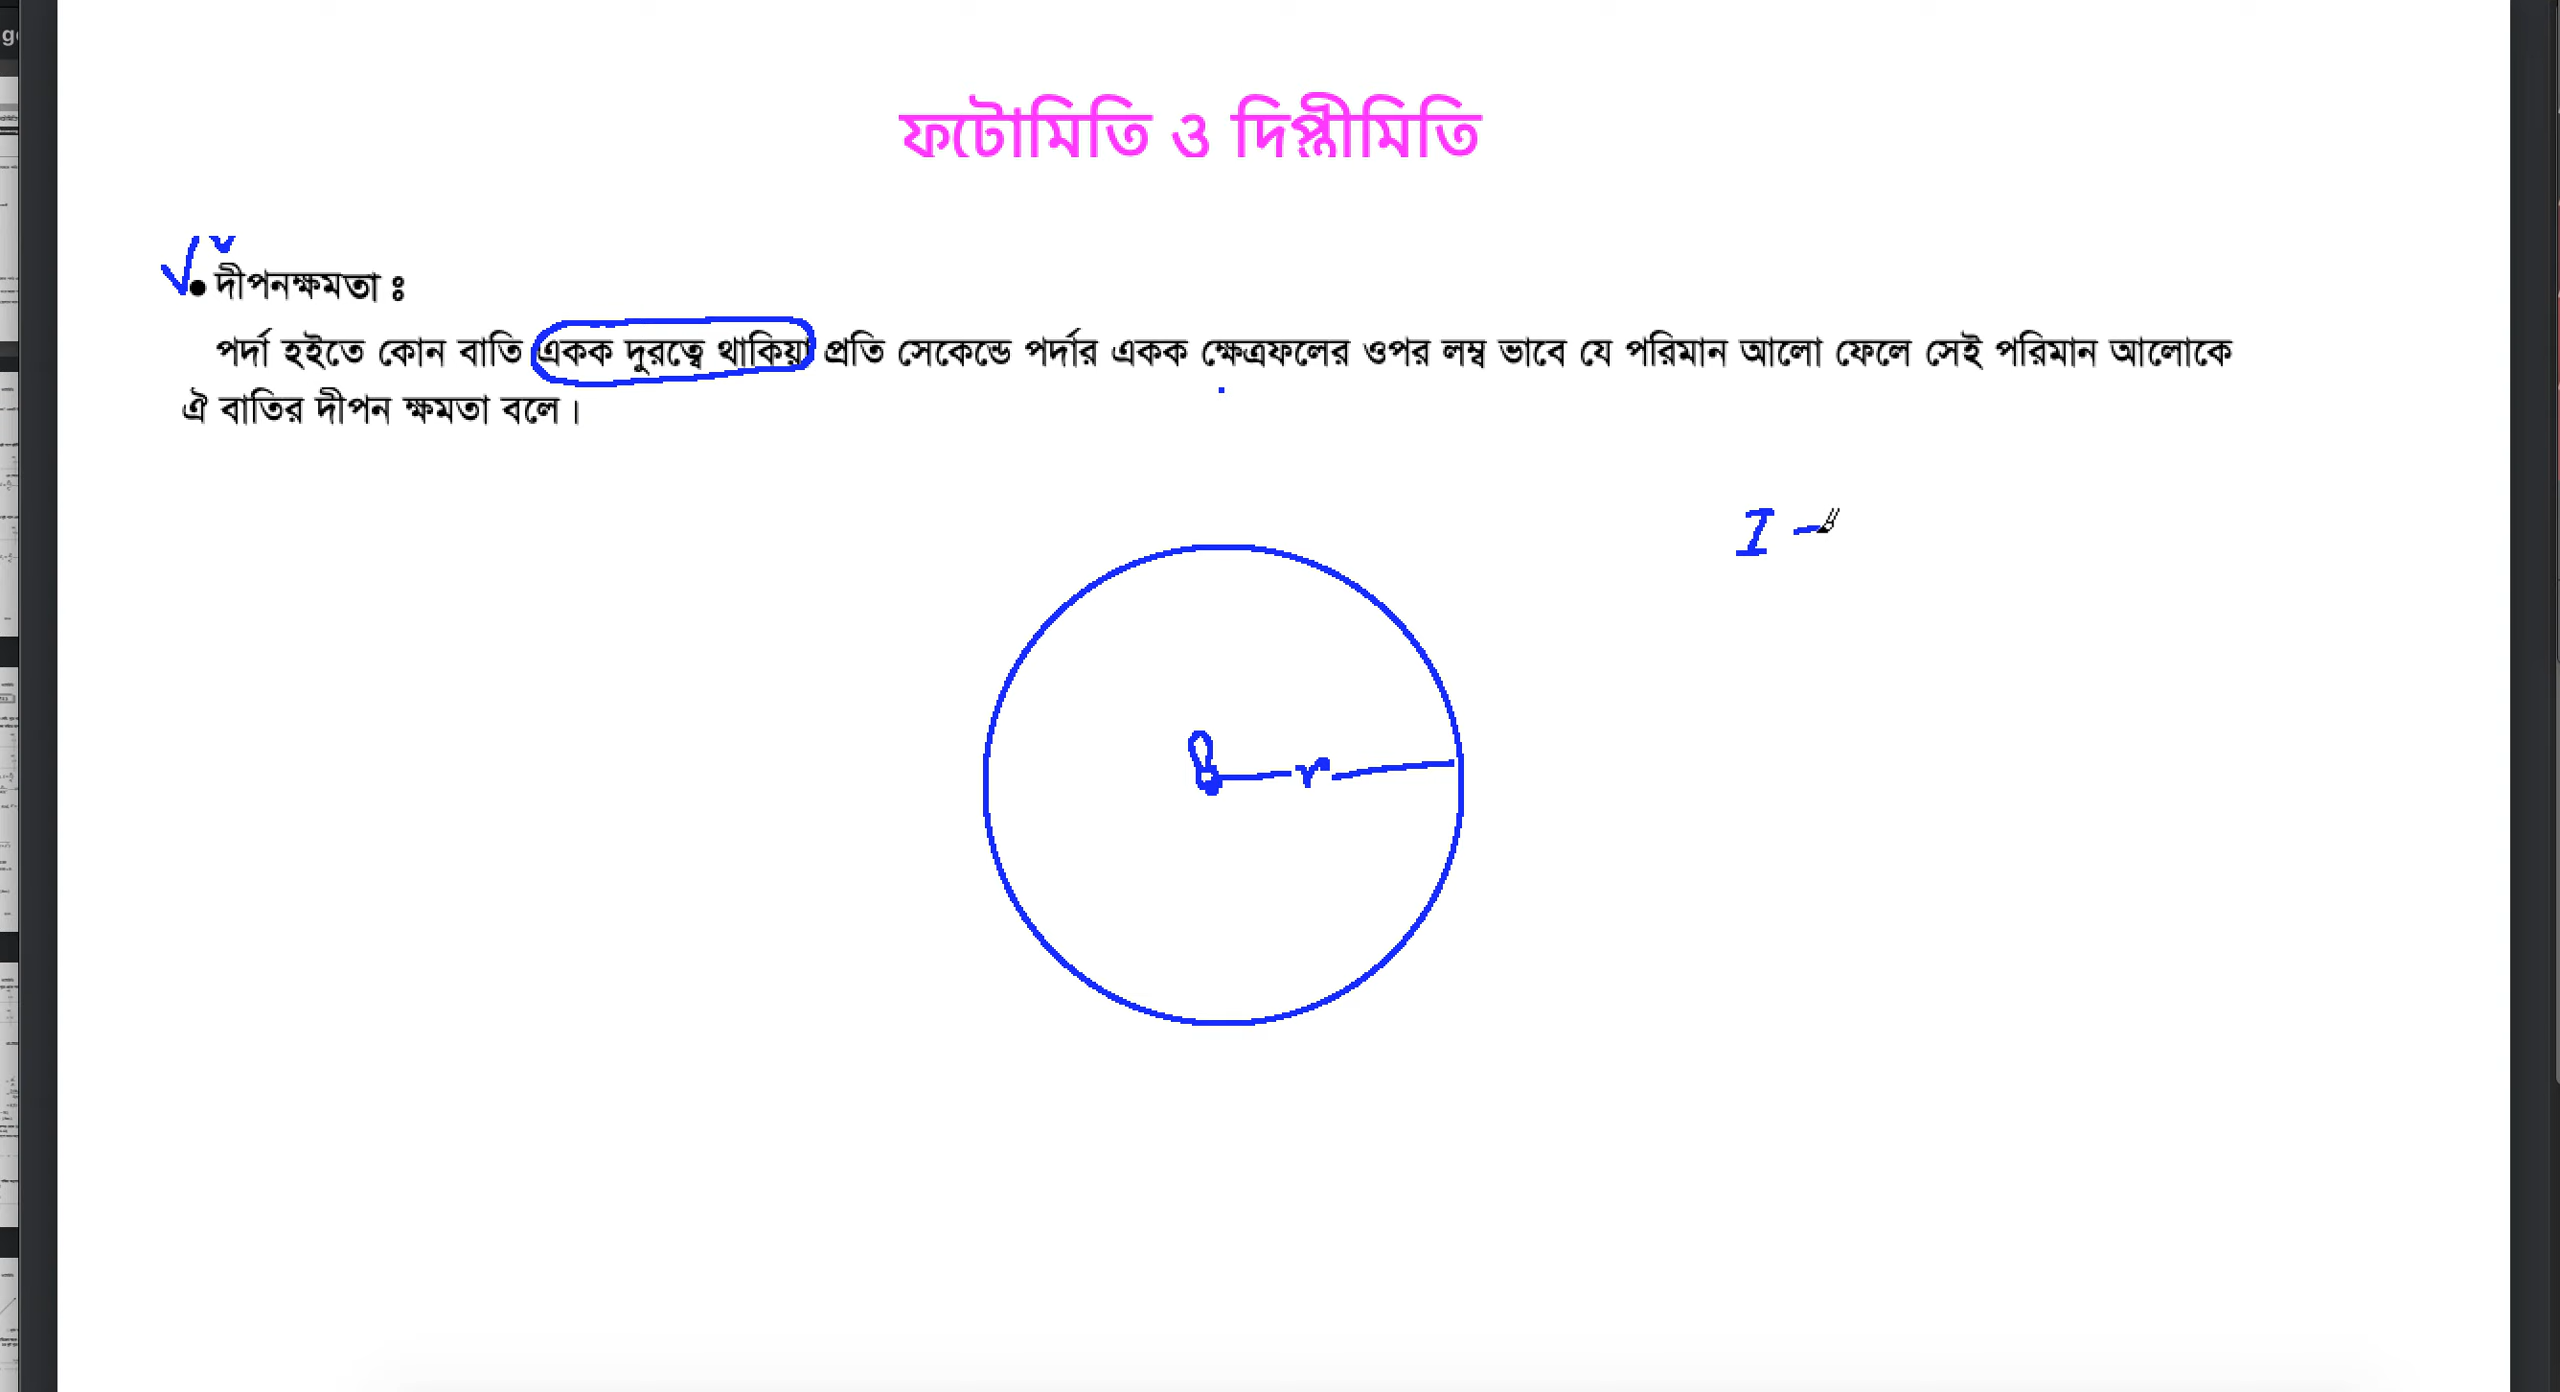 ফটোমিতি ও দিপ্তীমিতি
• দীপনক্ষমতা ঃ
পর্দা হইতে কোন বাতি একক দুরত্বে থাকিয়া প্রতি সেকেন্ডে পর্দার একক ক্ষেত্রফলের ওপর লম্ব ভাবে যে পরিমান আলো ফেলে সেই পরিমান আলোকে
ঐ বাতির দীপন ক্ষমতা বলে।
I -
r